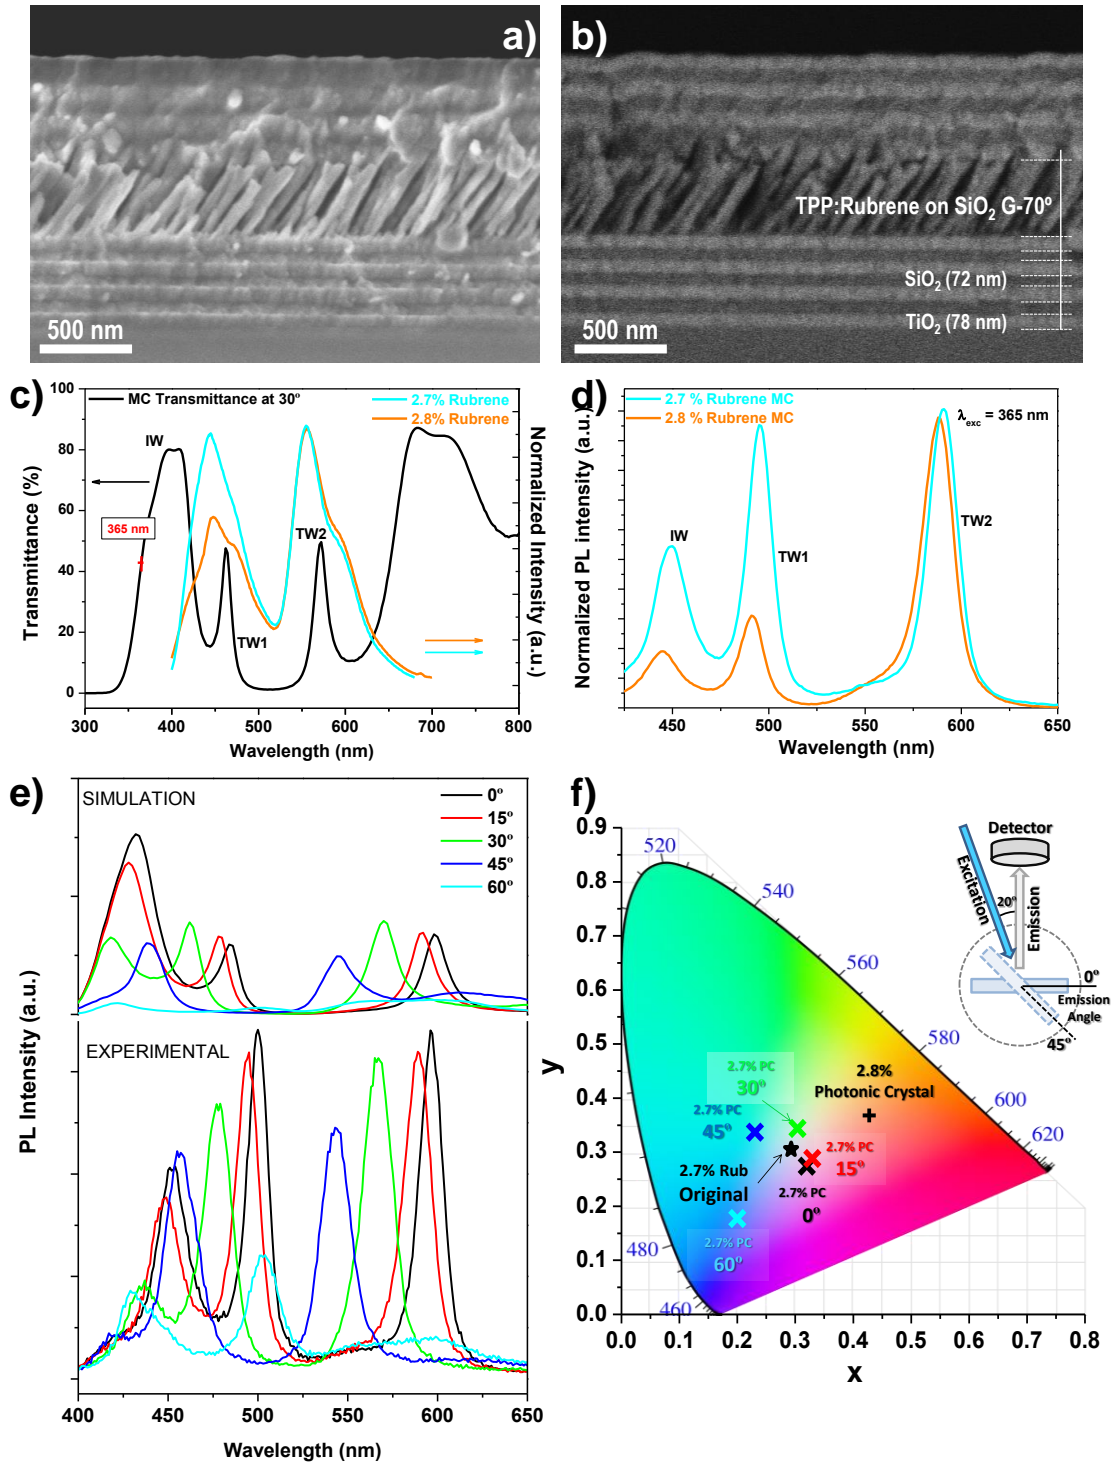 a)
500 nm
b)
TPP:Rubrene on SiO₂ G-70º
SiO₂ (72 nm)
TiO₂ (78 nm)
500 nm
c)
MC Transmittance at 30º
2.7% Rubrene
2.8% Rubrene
IW
365 nm
TW1
TW2
100
80
60
40
20
0
300 400 500 600 700 800
Transmittance (%)
Wavelength (nm)
Normalized Intensity (a.u.)
d)
2.7 % Rubrene MC
2.8 % Rubrene MC
λexc = 365 nm
IW
TW1
TW2
450 500 550 600 650
Normalized PL intensity (a.u.)
Wavelength (nm)
e)
SIMULATION
0º
15º
30º
45º
60º
EXPERIMENTAL
PL Intensity (a.u.)
400 450 500 550 600 650
Wavelength (nm)
f)
0.9
0.8
0.7
0.6
0.5
0.4
0.3
0.2
0.1
0.0
y
0.0 0.1 0.2 0.3 0.4 0.5 0.6 0.7 0.8
x
520
540
560
580
600
620
480
460
Detector
Excitation
20º
Emission
0º
Emission
Angle
45º
2.7% PC
30º
2.8%
Photonic Crystal
2.7% PC
45º
2.7% PC
15º
2.7% Rub
Original
2.7% PC
0º
2.7% PC
60º